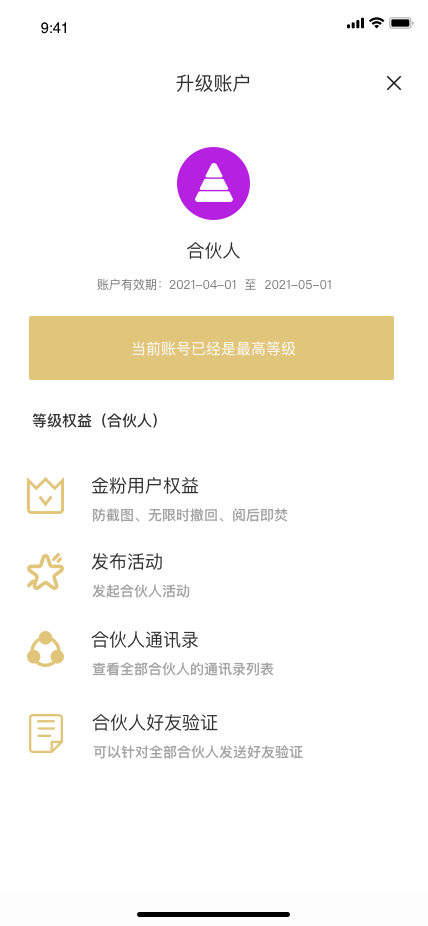 9:41
升级账户
合伙人
账户有效期：2021-04-01 至 2021-05-01
当前账号已经是最高等级
等级权益（合伙人）
金粉用户权益
防截图、无限时撤回、阅后即焚
发布活动
发起合伙人活动
合伙人通讯录
查看全部合伙人的通讯录列表
合伙人好友验证
可以针对全部合伙人发送好友验证